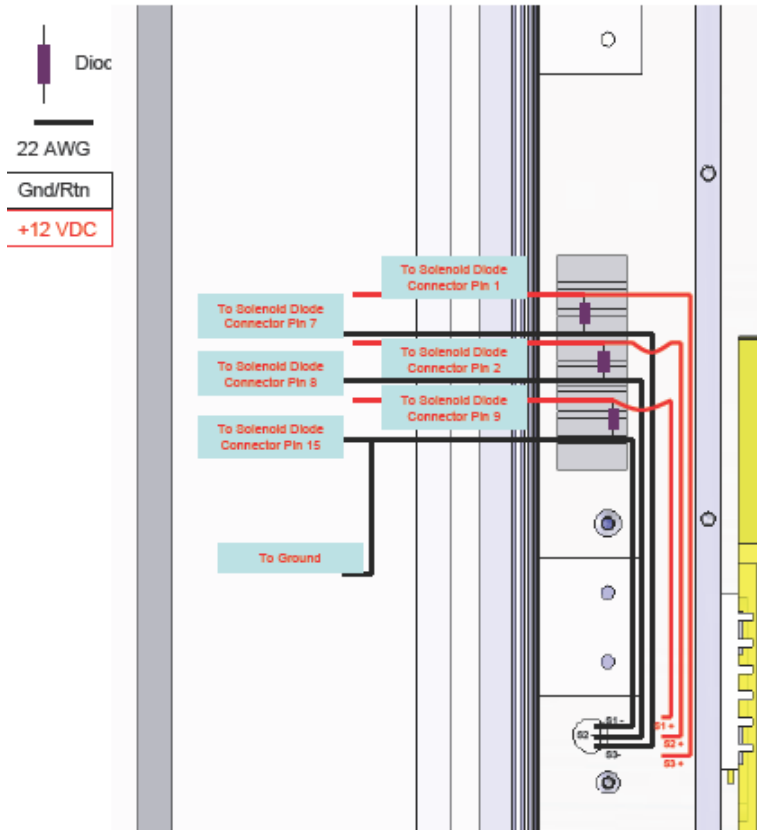 Dioc
22 AWG
Gnd/Rtn
+12 VDC
To Solenoid Diode
Connector Pin 1
To Solenoid Diode
Connector Pin 7
To Solenoid Diode
Connector Pin 2
To Solenoid Diode
Connector Pin 8
To Solenoid Diode
Connector Pin 9
To Solenoid Diode
Connector Pin 15
To Ground
S1 -
S2 -
S3-
S1 +
S2 +
S3 +